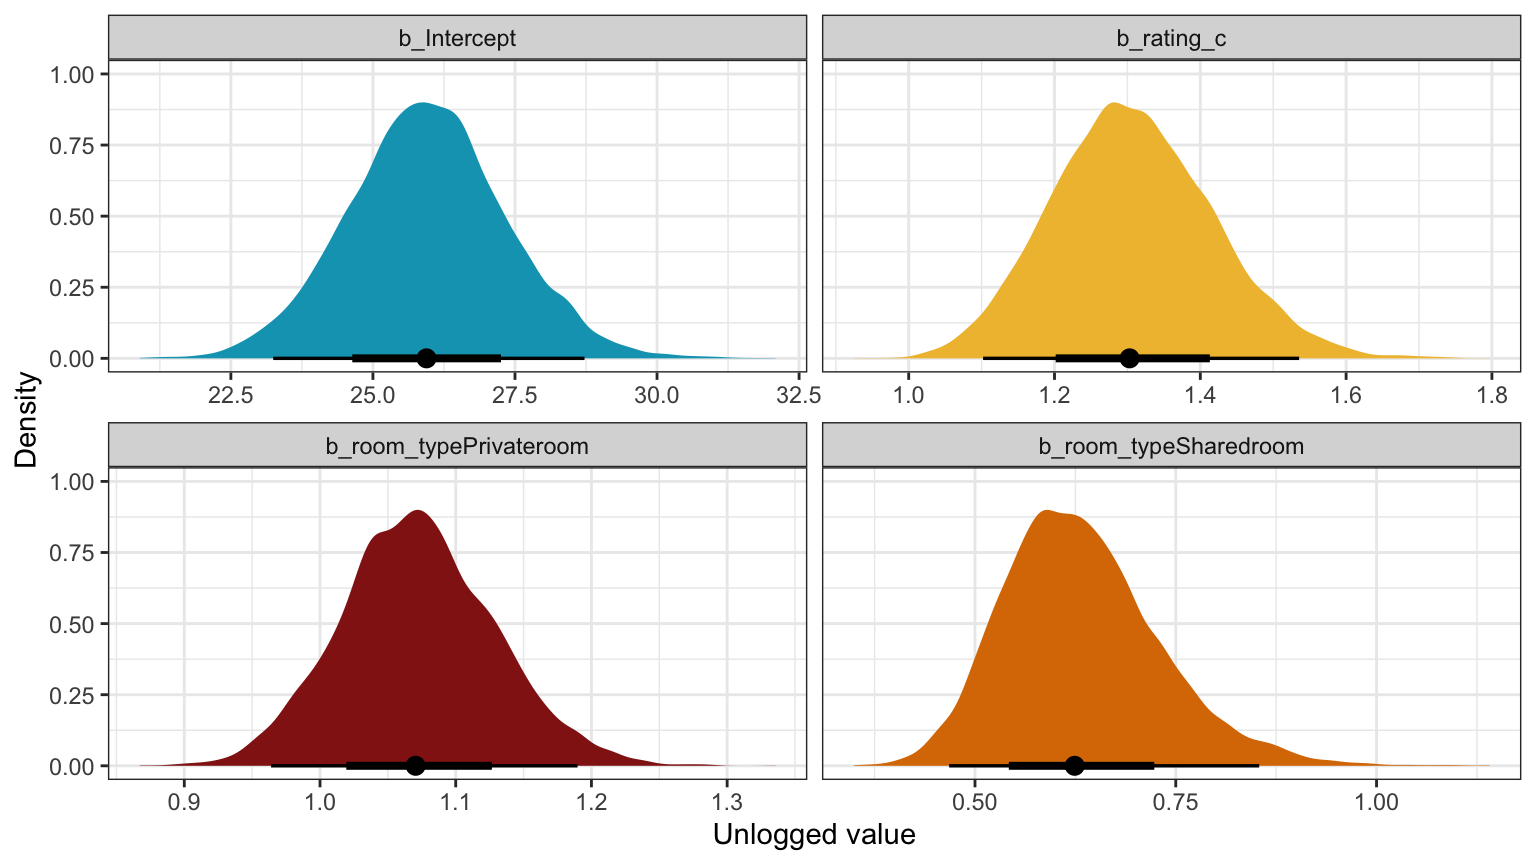 b_Intercept
b_rating_c
1.00
0.75
0.50
0.25
0.00
22.5 25.0 27.5 30.0 32.5
1.0 1.2 1.4 1.6 1.8
Density
b_room_typePrivateroom
b_room_typeSharedroom
1.00
0.75
0.50
0.25
0.00
0.9 1.0 1.1 1.2 1.3
0.50 0.75 1.00
Unlogged value